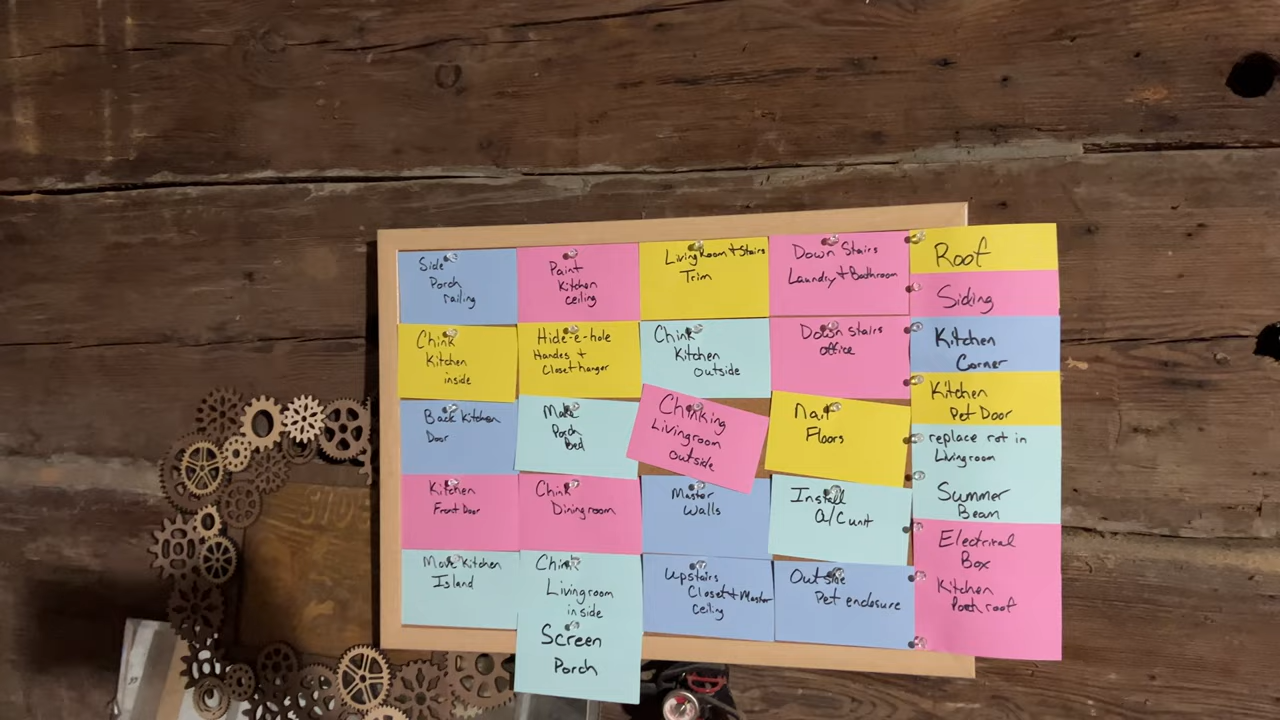 Side
Porch
railing
Paint
Kitchen
ceiling
Living Room + Stairs
Trim
Down Stairs
Laundry + Bathroom
Roof
Siding
Chink
Kitchen
inside
Hide-e-hole
Handes +
Closet hanger
Chink
Kitchen
outside
Down stairs
office
Kitchen
Corner
Back Kitchen
Door
Make
Porch
Bed
Chinking
Livingroom
outside
Nail
Floors
Kitchen
Pet Door
replace rot in
Livingroom
Kitchen
Front Door
Chink
Diningroom
Master
Walls
Install
A/C unit
Summer
Beam
Move Kitchen
Island
Chink
Livingroom
inside
Upstairs
Closet + Master
Ceiling
Outside
Pet enclosure
Electrical
Box
Kitchen
Porch roof
Screen
Porch